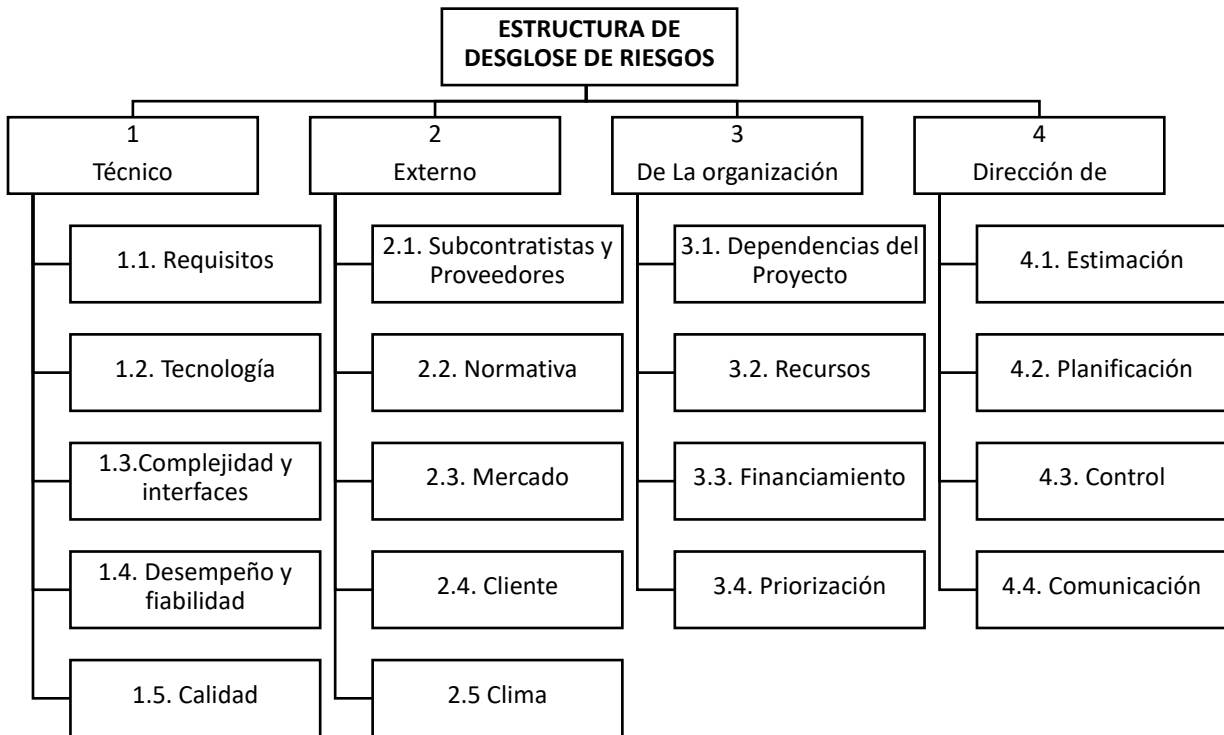 ESTRUCTURA DE
DESGLOSE DE RIESGOS
1
Técnico
1.1. Requisitos
1.2. Tecnología
1.3.Complejidad y
interfaces
1.4. Desempeño y
fiabilidad
1.5. Calidad
2
Externo
2.1. Subcontratistas y
Proveedores
2.2. Normativa
2.3. Mercado
2.4. Cliente
2.5 Clima
3
De La organización
3.1. Dependencias del
Proyecto
3.2. Recursos
3.3. Financiamiento
3.4. Priorización
4
Dirección de
4.1. Estimación
4.2. Planificación
4.3. Control
4.4. Comunicación